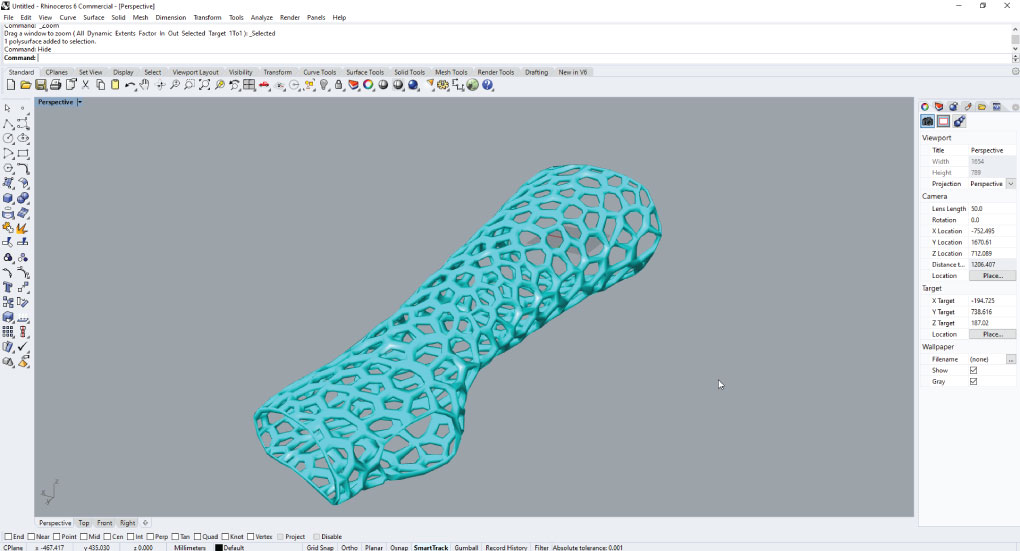 Untitled - Rhinoceros 6 Commercial - [Perspective]
File Edit View Curve Surface Solid Mesh Dimension Transform Tools Analyze Render Panels Help
Command: _Zoom
Drag a window to zoom ( All Dynamic Extents Factor In Out Selected Target 1To1 ): _Selected
1 polysurface added to selection.
Command: Hide
Command:
Standard CPlanes Set View Display Select Viewport Layout Visibility Transform Curve Tools Surface Tools Solid Tools Mesh Tools Render Tools Drafting New in V6
Perspective
Viewport
Title Perspective
Width 1654
Height 788
Projection Perspective
Camera
Lens Length 50.0
Rotation 0.0
X Location -752.495
Y Location 1670.61
Z Location 712.089
Distance t... 1206.407
Location Place...
Target
X Target -194.725
Y Target 738.616
Z Target 187.02
Location Place...
Wallpaper
Filename (none) ...
Show
Gray
z
x
y
Perspective Top Front Right
End Near Point Mid Cen Int Perp Tan Quad Knot Vertex Project Disable
CPlane x -467.417 y 435.030 z 0.000 Millimeters Default Grid Snap Ortho Planar Osnap SmartTrack Gumball Record History Filter Absolute tolerance: 0.001